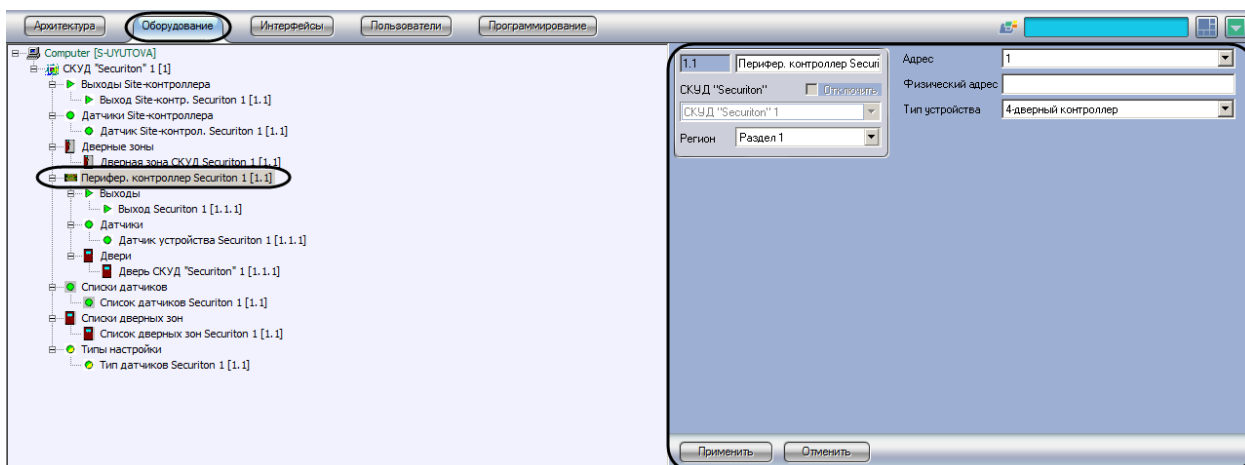 Архитектура Оборудование Интерфейсы Пользователи Программирование
Computer [S-UYUTOVA]
СКУД "Securiton" 1 [1]
Выходы Site-контроллера
Выход Site-контр. Securiton 1 [1.1]
Датчики Site-контроллера
Датчик Site-контрол. Securiton 1 [1.1]
Дверные зоны
Дверная зона СКУД Securiton 1 [1.1]
Перифер. контроллер Securiton 1 [1.1]
Выходы
Выход Securiton 1 [1.1.1]
Датчики
Датчик устройства Securiton 1 [1.1.1]
Двери
Дверь СКУД "Securiton" 1 [1.1.1]
Списки датчиков
Список датчиков Securiton 1 [1.1]
Списки дверных зон
Список дверных зон Securiton 1 [1.1]
Типы настройки
Тип датчиков Securiton 1 [1.1]
1.1 Перифер. контроллер Securi
СКУД "Securiton" Отключить
СКУД "Securiton" 1
Регион Раздел 1
Адрес 1
Физический адрес
Тип устройства 4-дверный контроллер
Применить Отменить